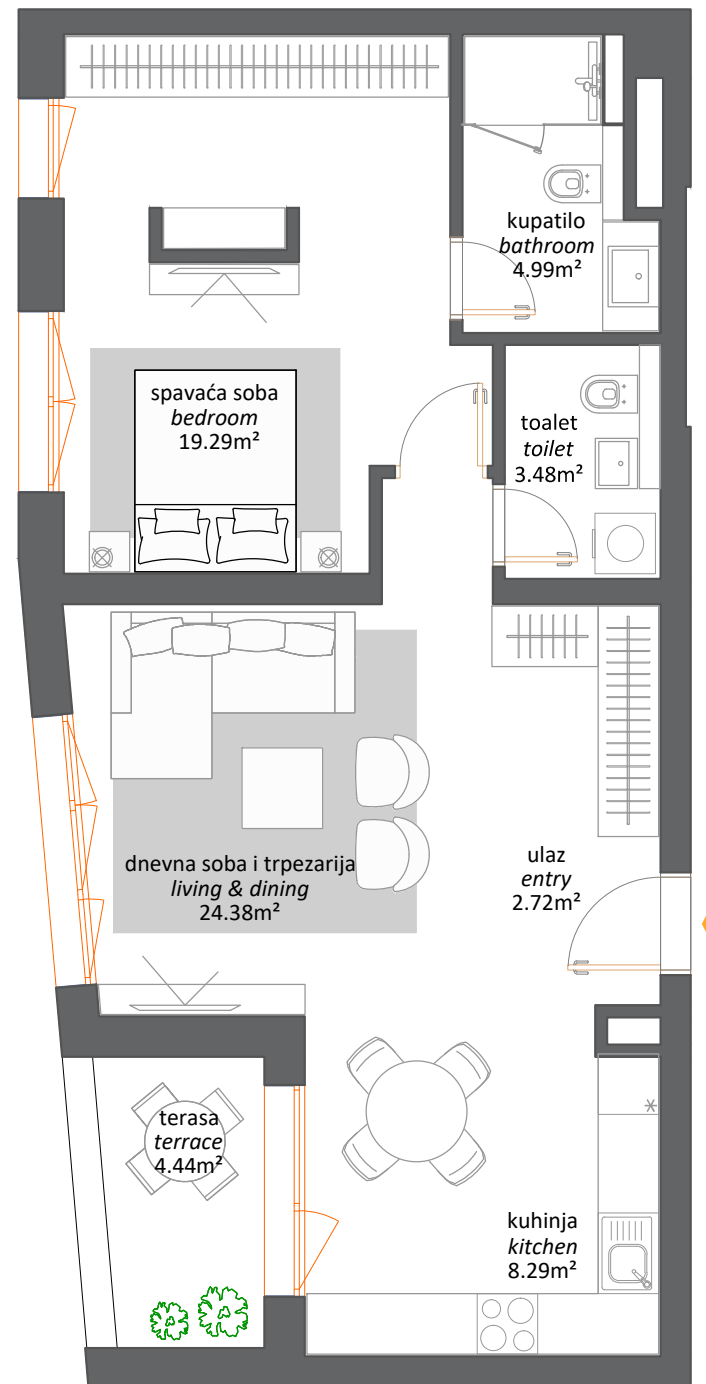 kupatilo
bathroom
4.99m²
spavaća soba
bedroom
19.29m²
toalet
toilet
3.48m²
dnevna soba i trpezarija
living & dining
24.38m²
ulaz
entry
2.72m²
terasa
terrace
4.44m²
kuhinja
kitchen
8.29m²